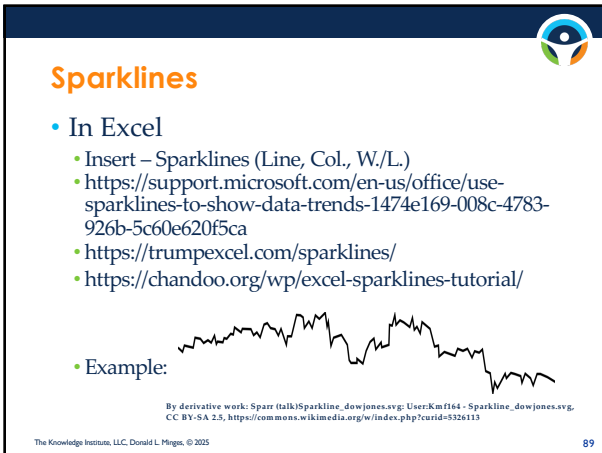 Sparklines
• In Excel
• Insert – Sparklines (Line, Col., W./L.)
• https://support.microsoft.com/en-us/office/use-
sparklines-to-show-data-trends-1474e169-008c-4783-
926b-5c60e620f5ca
• https://trumpexcel.com/sparklines/
• https://chandoo.org/wp/excel-sparklines-tutorial/
• Example:
By derivative work: Sparr (talk)Sparkline_dowjones.svg: User:Kmf164 - Sparkline_dowjones.svg,
CC BY-SA 2.5, https://commons.wikimedia.org/w/index.php?curid=5326113
The Knowledge Institute, LLC, Donald L. Minges, © 2025
89